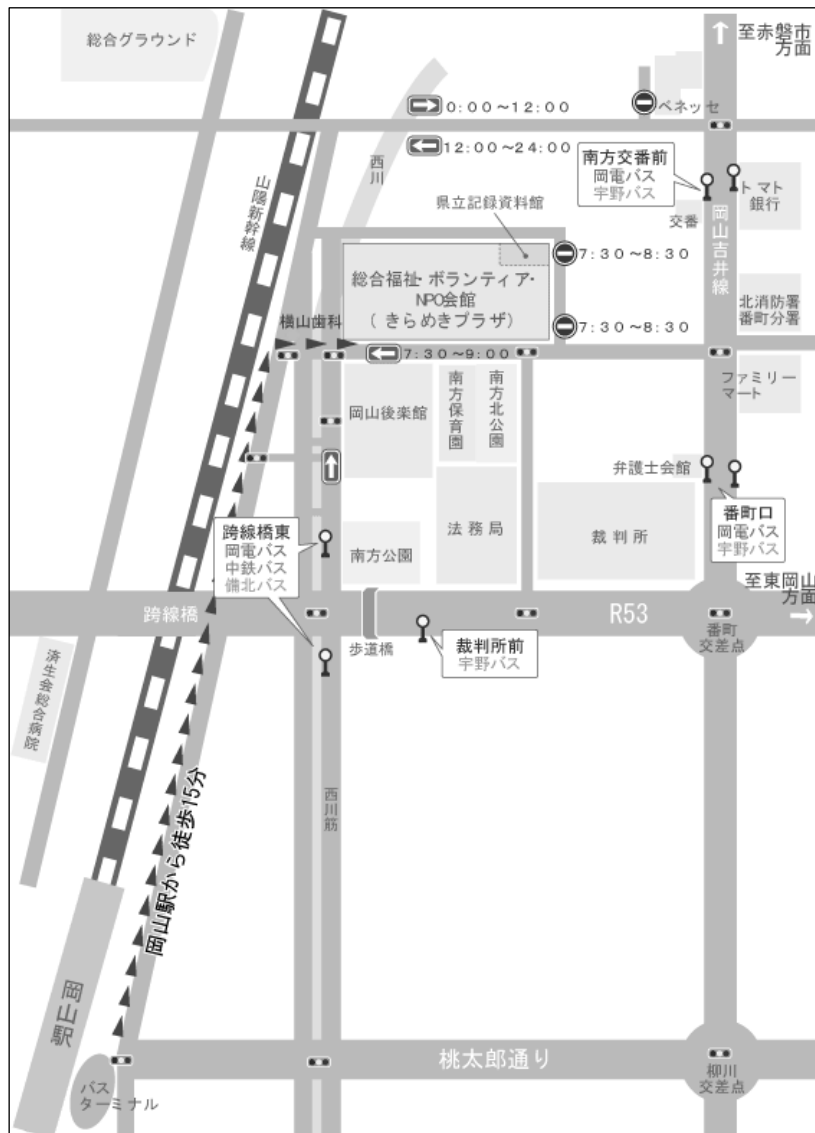 総合グラウンド
至赤磐市
方面
0:00～12:00
ベネッセ
12:00～24:00
西川
南方交番前
岡電バス
宇野バス
トマト
銀行
交番
山陽新幹線
県立記録資料館
岡山吉井線
7:30～8:30
総合福祉・ボランティア・
NPO会館
（きらめきプラザ）
北消防署
番町分署
横山歯科
7:30～8:30
7:30～9:00
ファミリー
マート
岡山後楽館
南方保育園
南方北公園
弁護士会館
跨線橋東
岡電バス
中鉄バス
備北バス
南方公園
法務局
裁判所
番町口
岡電バス
宇野バス
至東岡山
方面
跨線橋
R53
番町
交差点
歩道橋
裁判所前
宇野バス
済生会総合病院
岡山駅から徒歩15分
西川筋
岡山駅
桃太郎通り
柳川
交差点
バス
ターミナル